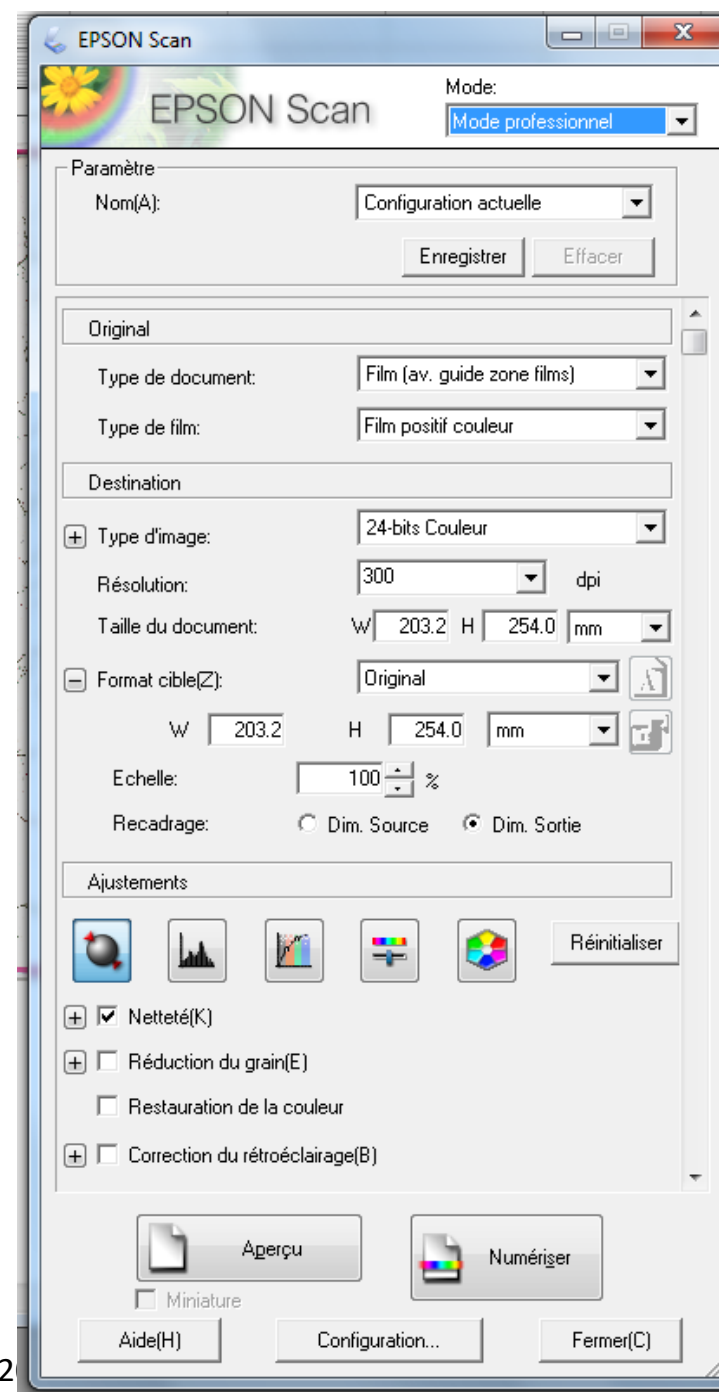 EPSON Scan
EPSON Scan
Mode:
Mode professionnel
Paramètre
Nom(A): Configuration actuelle
Enregistrer Effacer
Original
Type de document: Film (av. guide zone films)
Type de film: Film positif couleur
Destination
Type d'image: 24-bits Couleur
Résolution: 300 dpi
Taille du document: W 203.2 H 254.0 mm
Format cible(Z): Original
W 203.2 H 254.0 mm
Echelle: 100 %
Recadrage: Dim. Source Dim. Sortie
Ajustements
Réinitialiser
Netteté(K)
Réduction du grain(E)
Restauration de la couleur
Correction du rétroéclairage(B)
Aperçu Numériser
Miniature
Aide(H) Configuration... Fermer(C)